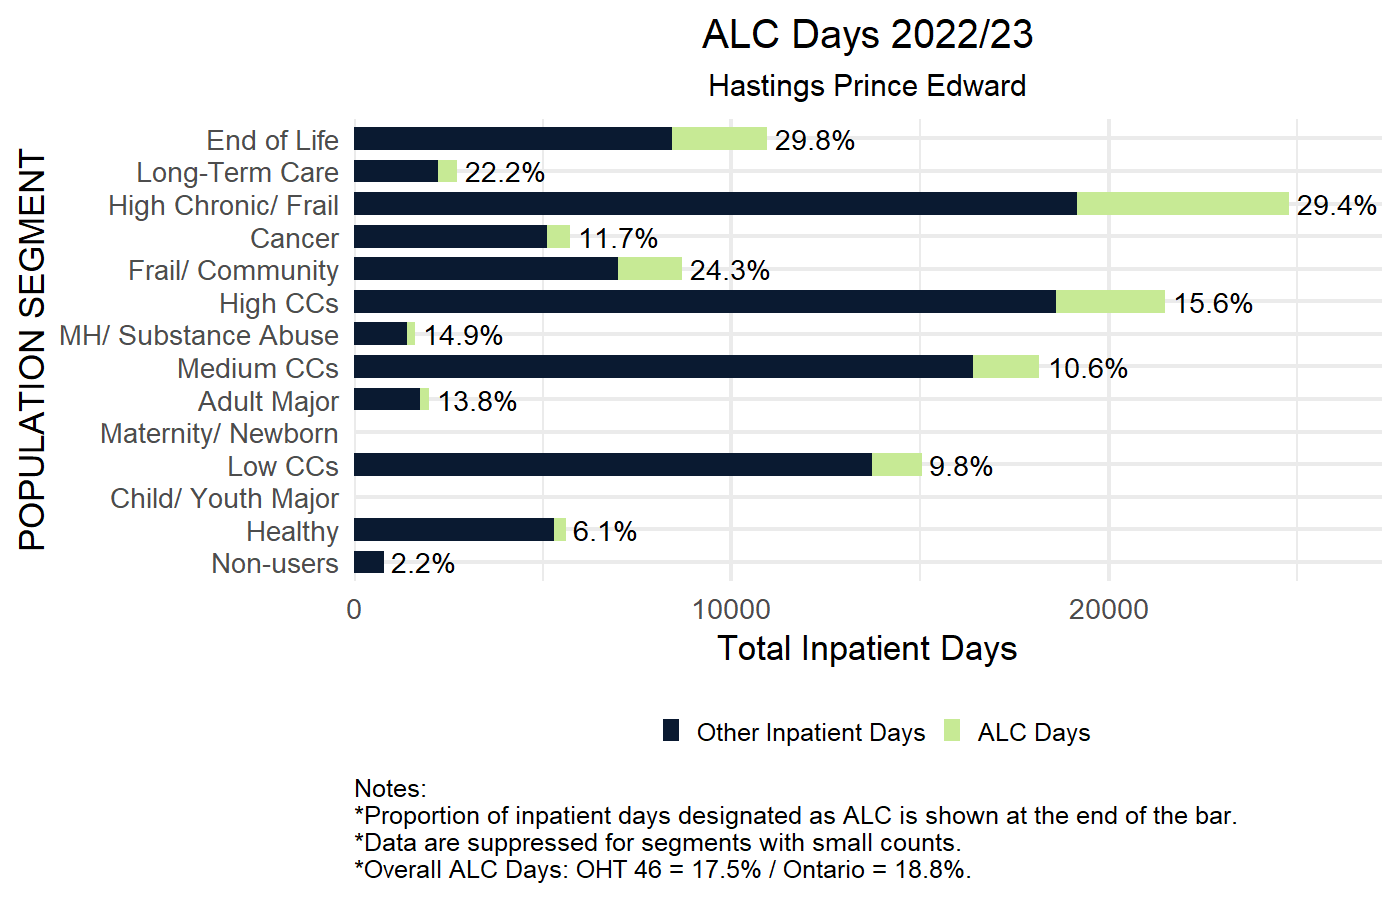 ALC Days 2022/23
Hastings Prince Edward
POPULATION SEGMENT
End of Life 29.8%
Long-Term Care 22.2%
High Chronic/ Frail 29.4%
Cancer 11.7%
Frail/ Community 24.3%
High CCs 15.6%
MH/ Substance Abuse 14.9%
Medium CCs 10.6%
Adult Major 13.8%
Maternity/ Newborn
Low CCs 9.8%
Child/ Youth Major
Healthy 6.1%
Non-users 2.2%
0 10000 20000
Total Inpatient Days
Other Inpatient Days ALC Days
Notes:
*Proportion of inpatient days designated as ALC is shown at the end of the bar.
*Data are suppressed for segments with small counts.
*Overall ALC Days: OHT 46 = 17.5% / Ontario = 18.8%.